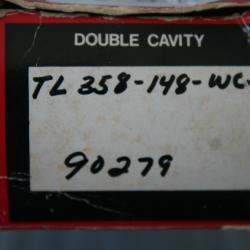 DOUBLE CAVITY
TL 358-148-WC-
90279